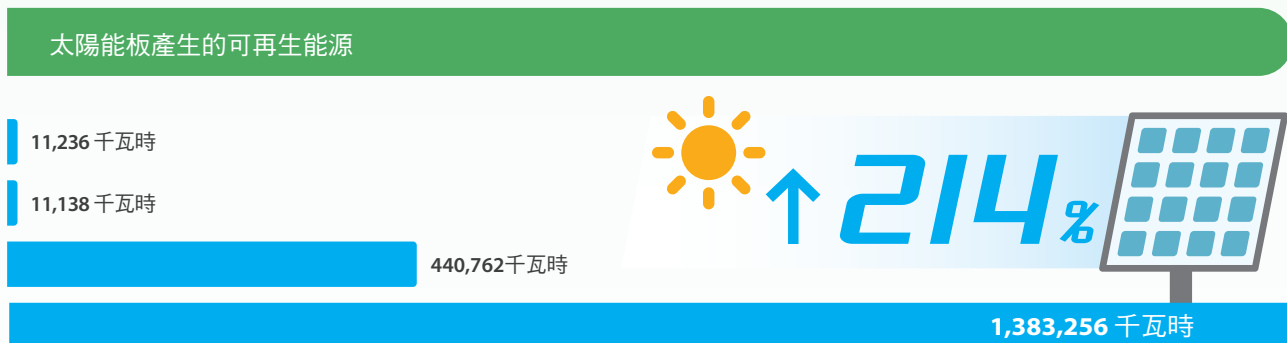 太陽能板產生的可再生能源
11,236 千瓦時
11,138 千瓦時
440,762千瓦時
↑214%
1,383,256 千瓦時